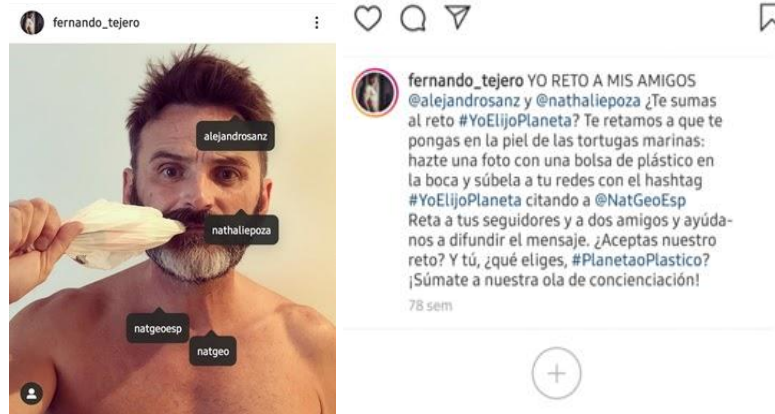 fernando_tejero
alejandrosanz
nathaliepoza
natgeoesp
natgeo
fernando_tejero YO RETO A MIS AMIGOS
@alejandrosanz y @nathaliepoza ¿Te sumas
al reto #YoElijoPlaneta? Te retamos a que te
pongas en la piel de las tortugas marinas:
hazte una foto con una bolsa de plástico en
la boca y súbela a tu redes con el hashtag
#YoElijoPlaneta citando a @NatGeoEsp
Reta a tus seguidores y a dos amigos y ayúda-
nos a difundir el mensaje. ¿Aceptas nuestro
reto? Y tú, ¿qué eliges, #PlanetaoPlastico?
¡Súmate a nuestra ola de concienciación!
78 sem